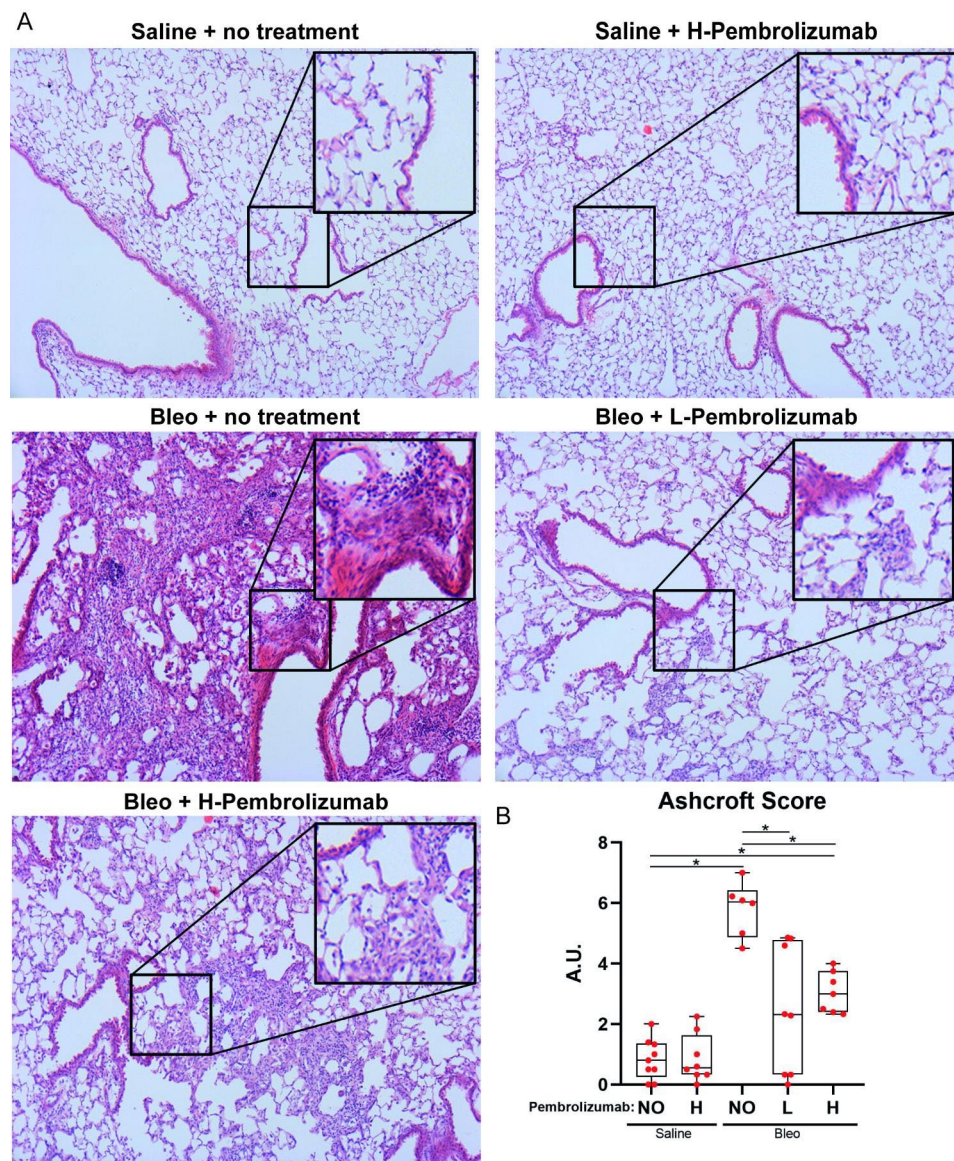 A
Saline + no treatment
Saline + H-Pembrolizumab
Bleo + no treatment
Bleo + L-Pembrolizumab
Bleo + H-Pembrolizumab
B
Ashcroft Score
*
*
*
*
8
6
4
2
0
A.U.
Pembrolizumab: NO H NO L H
Saline Bleo